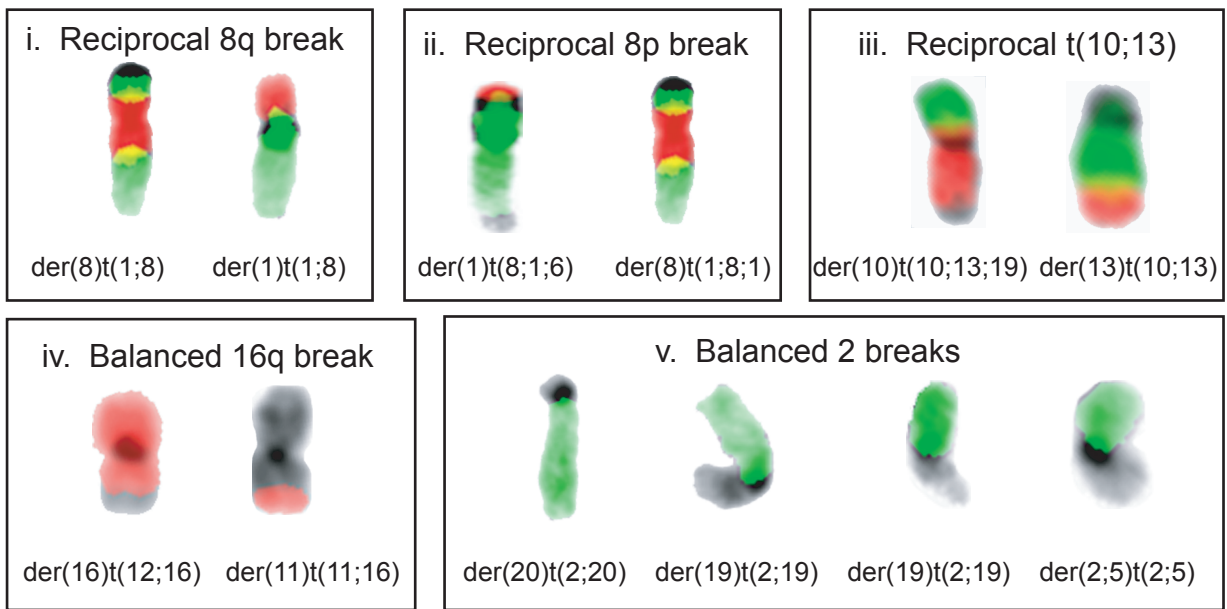 i. Reciprocal 8q break
der(8)t(1;8) der(1)t(1;8)
ii. Reciprocal 8p break
der(1)t(8;1;6) der(8)t(1;8;1)
iii. Reciprocal t(10;13)
der(10)t(10;13;19) der(13)t(10;13)
iv. Balanced 16q break
der(16)t(12;16) der(11)t(11;16)
v. Balanced 2 breaks
der(20)t(2;20) der(19)t(2;19) der(19)t(2;19) der(2;5)t(2;5)